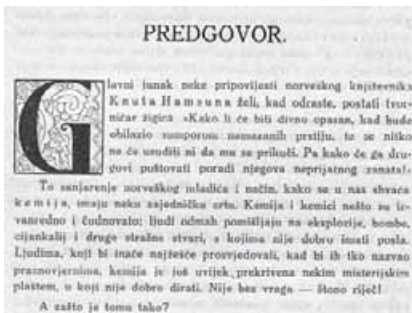 PREDGOVOR.
Glavni junak neke pripovijesti norveškog književnika
Knuta Hamsuna želi, kad odraste, postati tvor-
ničar žigica. »Kako li će biti divno opasan, kad bude
obilazio sumporom namazanih prstiju, te se nitko
ne će usuditi ni da mu se prikuči. Pa kako će ga dru-
govi poštovati poradi njegova neprijatnog zanata!«
To sanjarenje norveškog mladića i način, kako se u nas shvaća
kemija, imaju neku zajedničku crtu. Kemija i kemici nešto su iz-
vanredno i čudnovato; ljudi odmah pomišljaju na eksplozije, bombe,
cijankalij i druge strašne stvari, s kojima nije dobro imati posla.
Ljudima, koji bi inače najžešće prosvjedovali, kad bi ih tko nazvao
praznovjernima, kemija je još uvijek prekrivena nekim misterijskim
plaštem, u koji nije dobro dirati. Nije bez vraga — štono riječ!
A zašto je tomu tako?